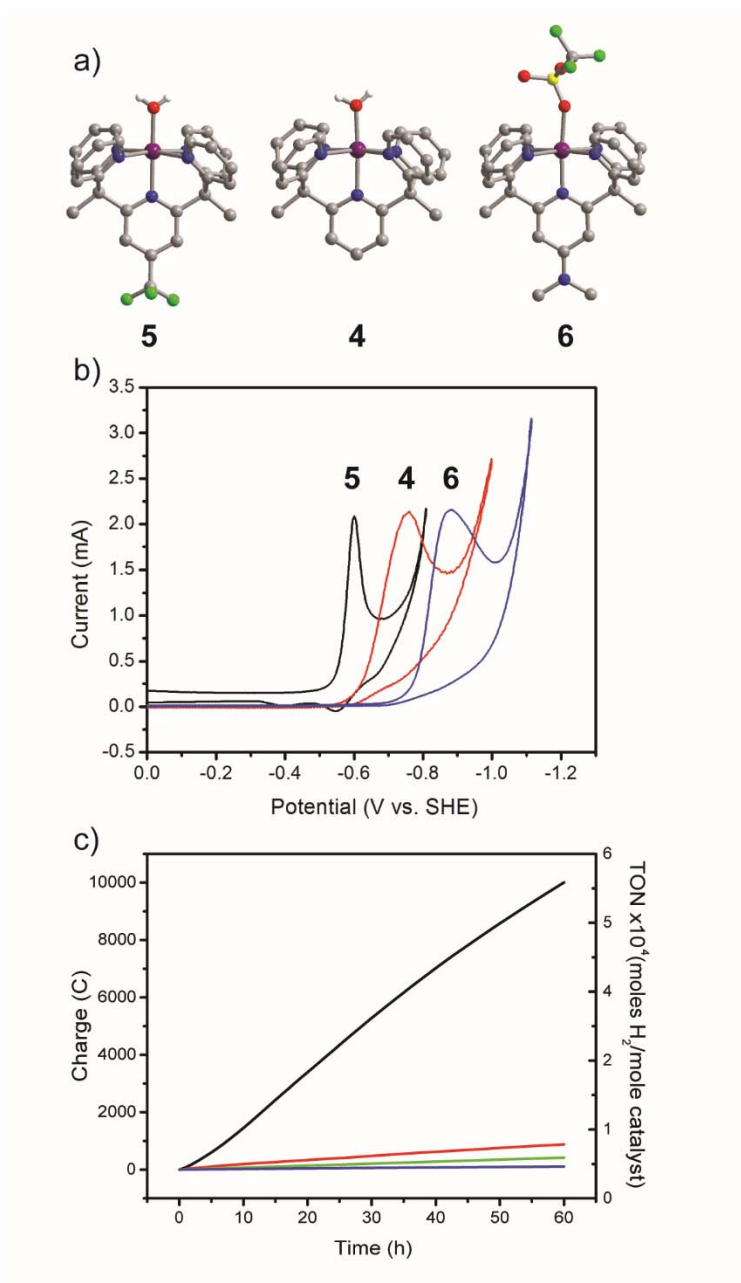 a)
5 4 6
b)
5 4 6
3.5
3.0
2.5
2.0
1.5
1.0
0.5
0.0
-0.5
Current (mA)
0.0 -0.2 -0.4 -0.6 -0.8 -1.0 -1.2
Potential (V vs. SHE)
c)
10000
8000
6000
4000
2000
0
Charge (C)
6
5
4
2
1
0
TON x10⁴(moles H₂/mole catalyst)
0 10 20 30 40 50 60
Time (h)